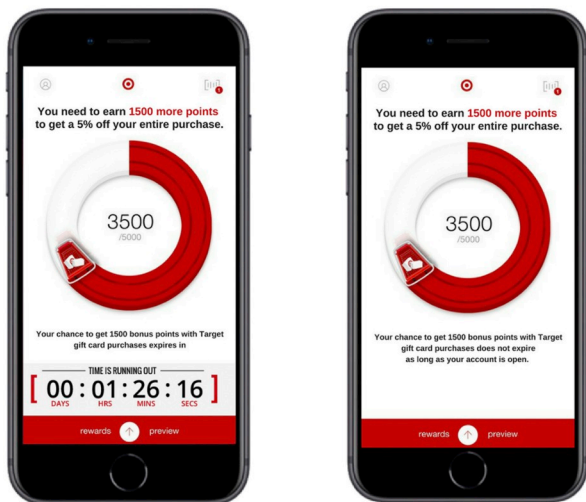 You need to earn 1500 more points
to get a 5% off your entire purchase.
3500
/5000
Your chance to get 1500 bonus points with Target
gift card purchases expires in
TIME IS RUNNING OUT
[ 00 : 01 : 26 : 16 ]
DAYS HRS MINS SECS
rewards preview
1
You need to earn 1500 more points
to get a 5% off your entire purchase.
3500
/5000
Your chance to get 1500 bonus points with Target
gift card purchases does not expire
as long as your account is open.
rewards preview
1